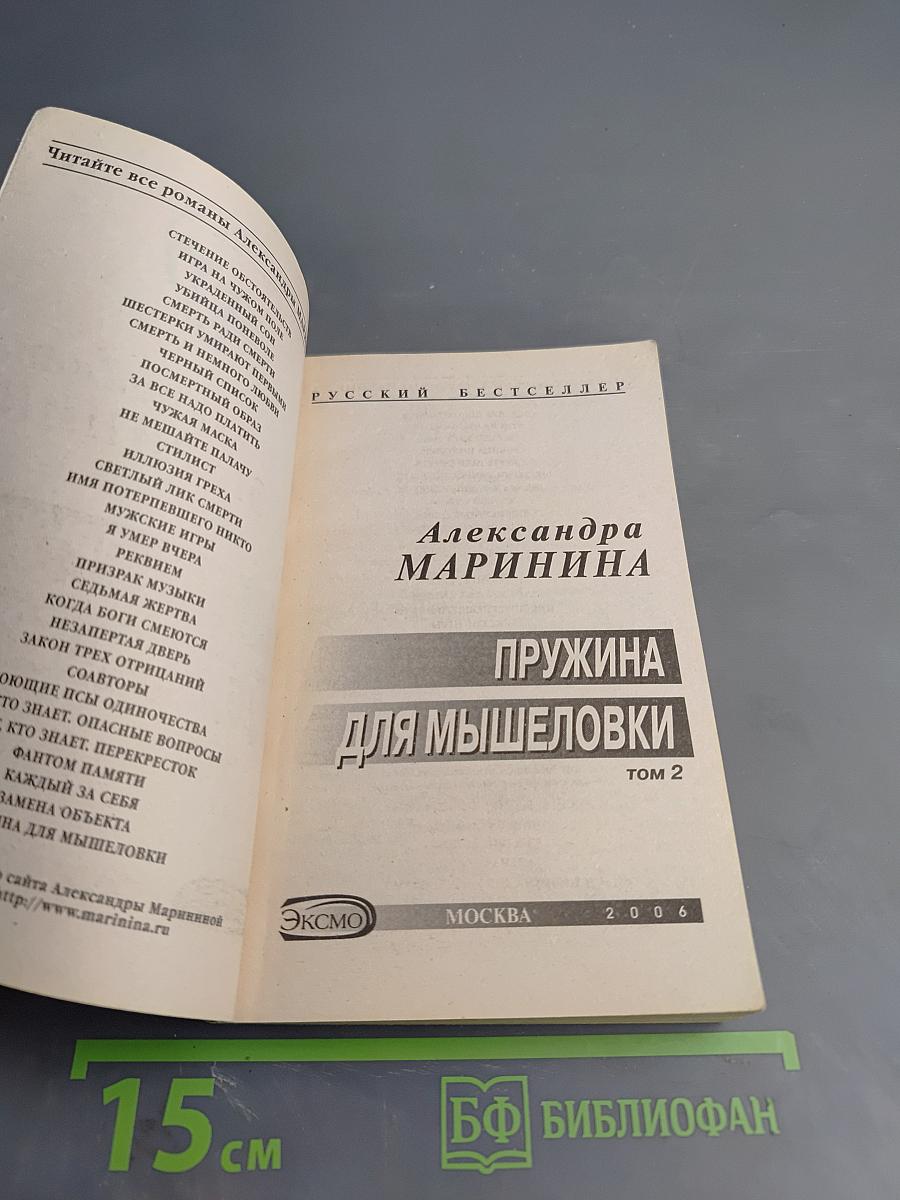 Читайте все романы Александры
СТЕЧЕНИЕ ОБСТОЯТЕЛЬСТВ
ИГРА НА ЧУЖОМ ПОЛЕ
УКРАДЕННЫЙ СОН
УБИЙЦА ПОНЕВОЛЕ
СМЕРТЬ РАДИ СМЕРТИ
ШЕСТЕРКИ УМИРАЮТ ПЕРВЫМИ
СМЕРТЬ И НЕМНОГО ЛЮБВИ
ЧЕРНЫЙ СПИСОК
ПОСМЕРТНЫЙ ОБРАЗ
ЗА ВСЕ НАДО ПЛАТИТЬ
ЧУЖАЯ МАСКА
НЕ МЕШАЙТЕ ПАЛАЧУ
СТИЛИСТ
ИЛЛЮЗИЯ ГРЕХА
СВЕТЛЫЙ ЛИК СМЕРТИ
ИМЯ ПОТЕРПЕВШЕГО НИКТО
МУЖСКИЕ ИГРЫ
Я УМЕР ВЧЕРА
РЕКВИЕМ
ПРИЗРАК МУЗЫКИ
СЕДЬМАЯ ЖЕРТВА
КОГДА БОГИ СМЕЮТСЯ
НЕЗАПЕРТАЯ ДВЕРЬ
ЗАКОН ТРЕХ ОТРИЦАНИЙ
СОАВТОРЫ
ОЮЩИЕ ПСЫ ОДИНОЧЕСТВА
ТО ЗНАЕТ. ОПАСНЫЕ ВОПРОСЫ
, КТО ЗНАЕТ. ПЕРЕКРЕСТОК
ФАНТОМ ПАМЯТИ
КАЖДЫЙ ЗА СЕБЯ
ЗАМЕНА ОБЪЕКТА
НА ДЛЯ МЫШЕЛОВКИ
сайта Александры Марининой
http://www.marinina.ru
РУССКИЙ БЕСТСЕЛЛЕР
Александра
МАРИНИНА
ПРУЖИНА
ДЛЯ МЫШЕЛОВКИ
ТОМ 2
ЭКСМО
МОСКВА 2006
15 СМ
БФ БИБЛИОФАН